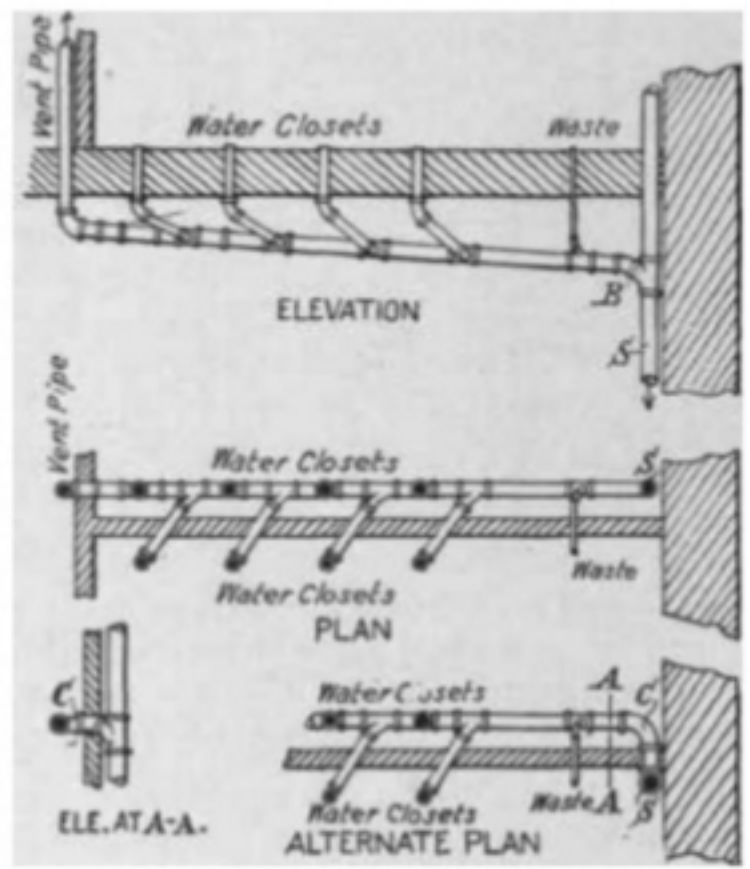 Vent Pipe
Water Closets
Waste
B
ELEVATION
S
Vent Pipe
Water Closets
S
Waste
Water Closets
PLAN
C
Water Closets
A
C
Waste A
S
Water Closets
ELE. AT A-A.
ALTERNATE PLAN